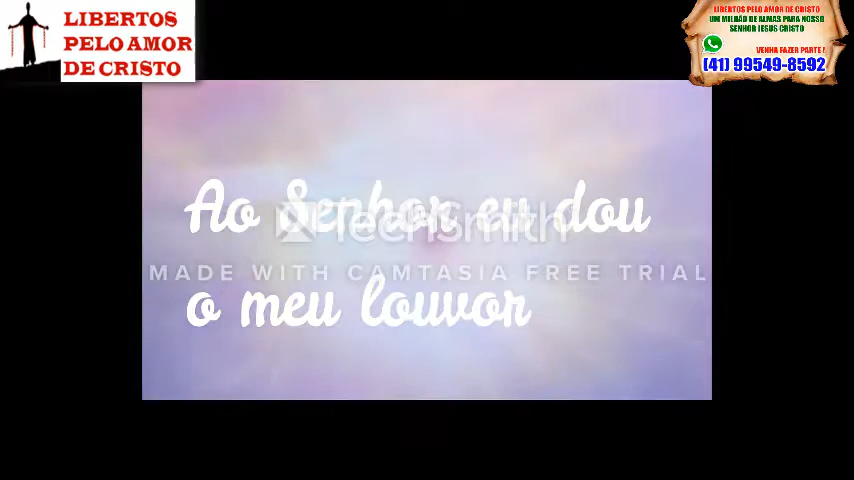 LIBERTOS
PELO AMOR
DE CRISTO
LIBERTOS PELO AMOR DE CRISTO
UM MILHÃO DE ALMAS PARA NOSSO
SENHOR JESUS CRISTO
VENHA FAZER PARTE !
(41) 99549-8592
Ao Senhor eu dou
TechSmith
MADE WITH CAMTASIA FREE TRIAL
o meu louvor